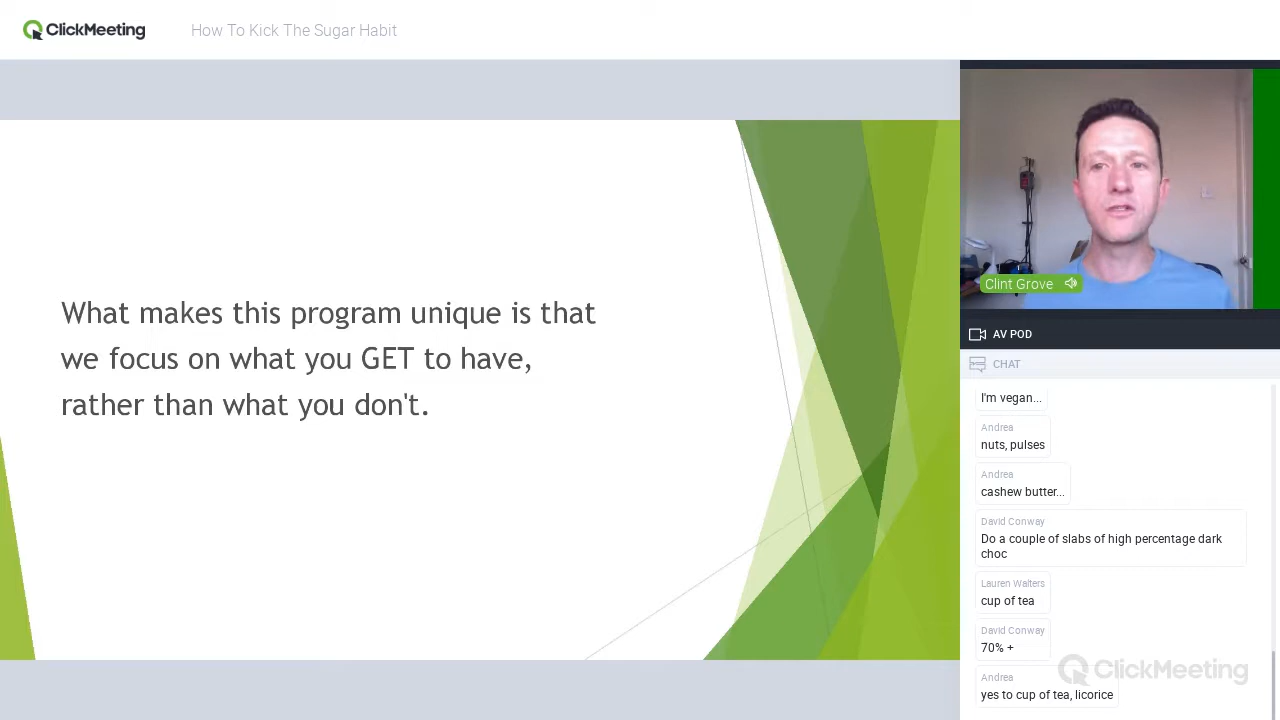 ClickMeeting
How To Kick The Sugar Habit
What makes this program unique is that
we focus on what you GET to have,
rather than what you don't.
Clint Grove
AV POD
CHAT
I'm vegan...
Andrea
nuts, pulses
Andrea
cashew butter...
David Conway
Do a couple of slabs of high percentage dark
choc
Lauren Walters
cup of tea
David Conway
70% +
Andrea
yes to cup of tea, licorice
ClickMeeting